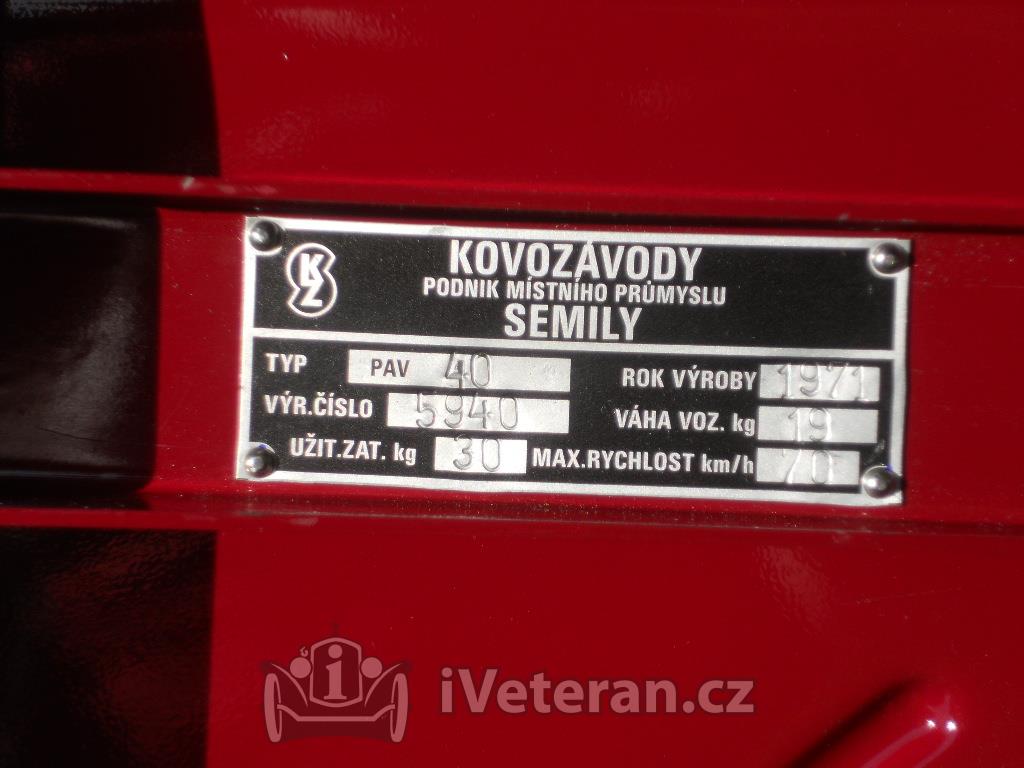 KZ
KOVOZÁVODY
PODNIK MÍSTNÍHO PRŮMYSLU
SEMILY
TYP PAV 40
ROK VÝROBY 1971
VÝR.ČÍSLO 5940
VÁHA VOZ. kg 19
UŽIT.ZAT. kg 30
MAX.RYCHLOST km/h 70
iVeteran.cz